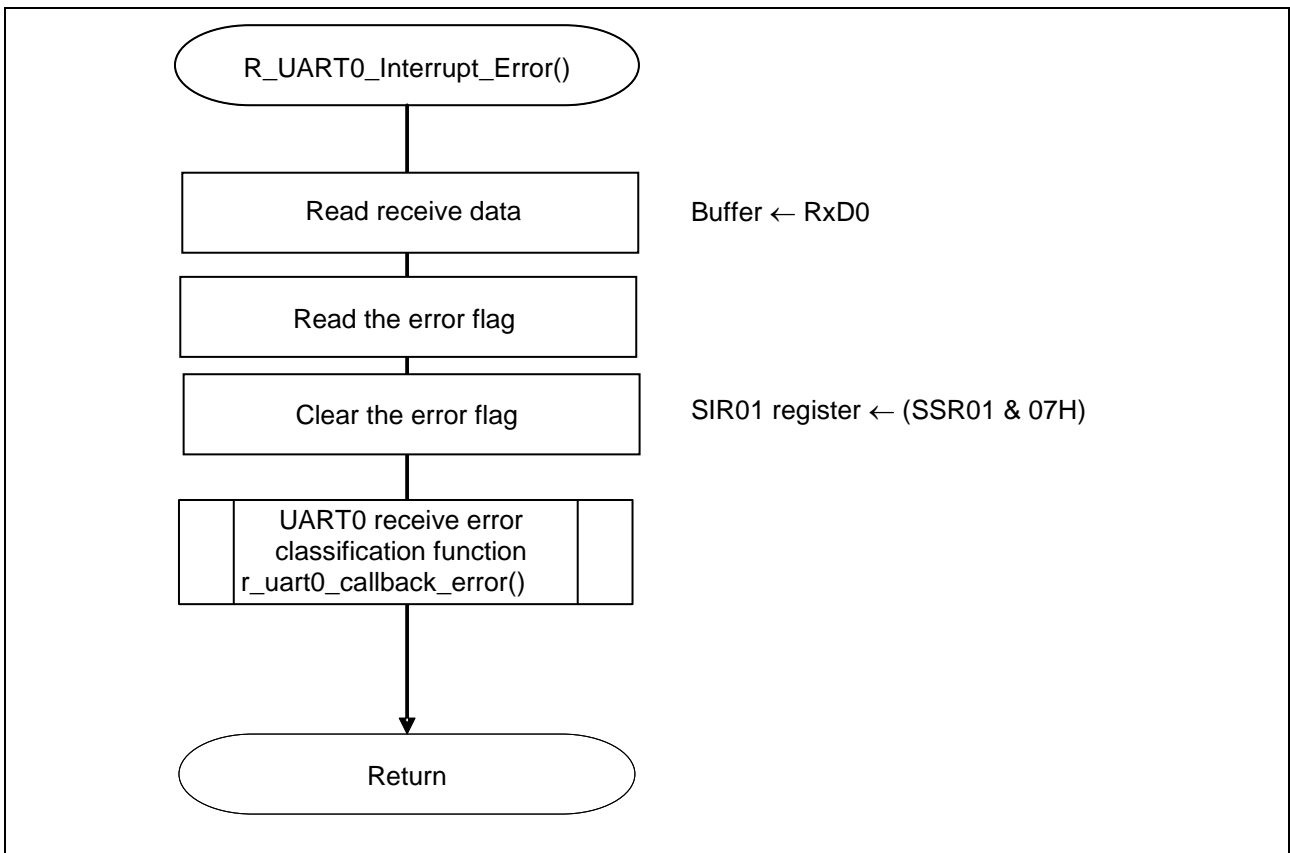 R_UART0_Interrupt_Error()
Read receive data
Buffer ← RxD0
Read the error flag
Clear the error flag
SIR01 register ← (SSR01 & 07H)
UART0 receive error
classification function
r_uart0_callback_error()
Return